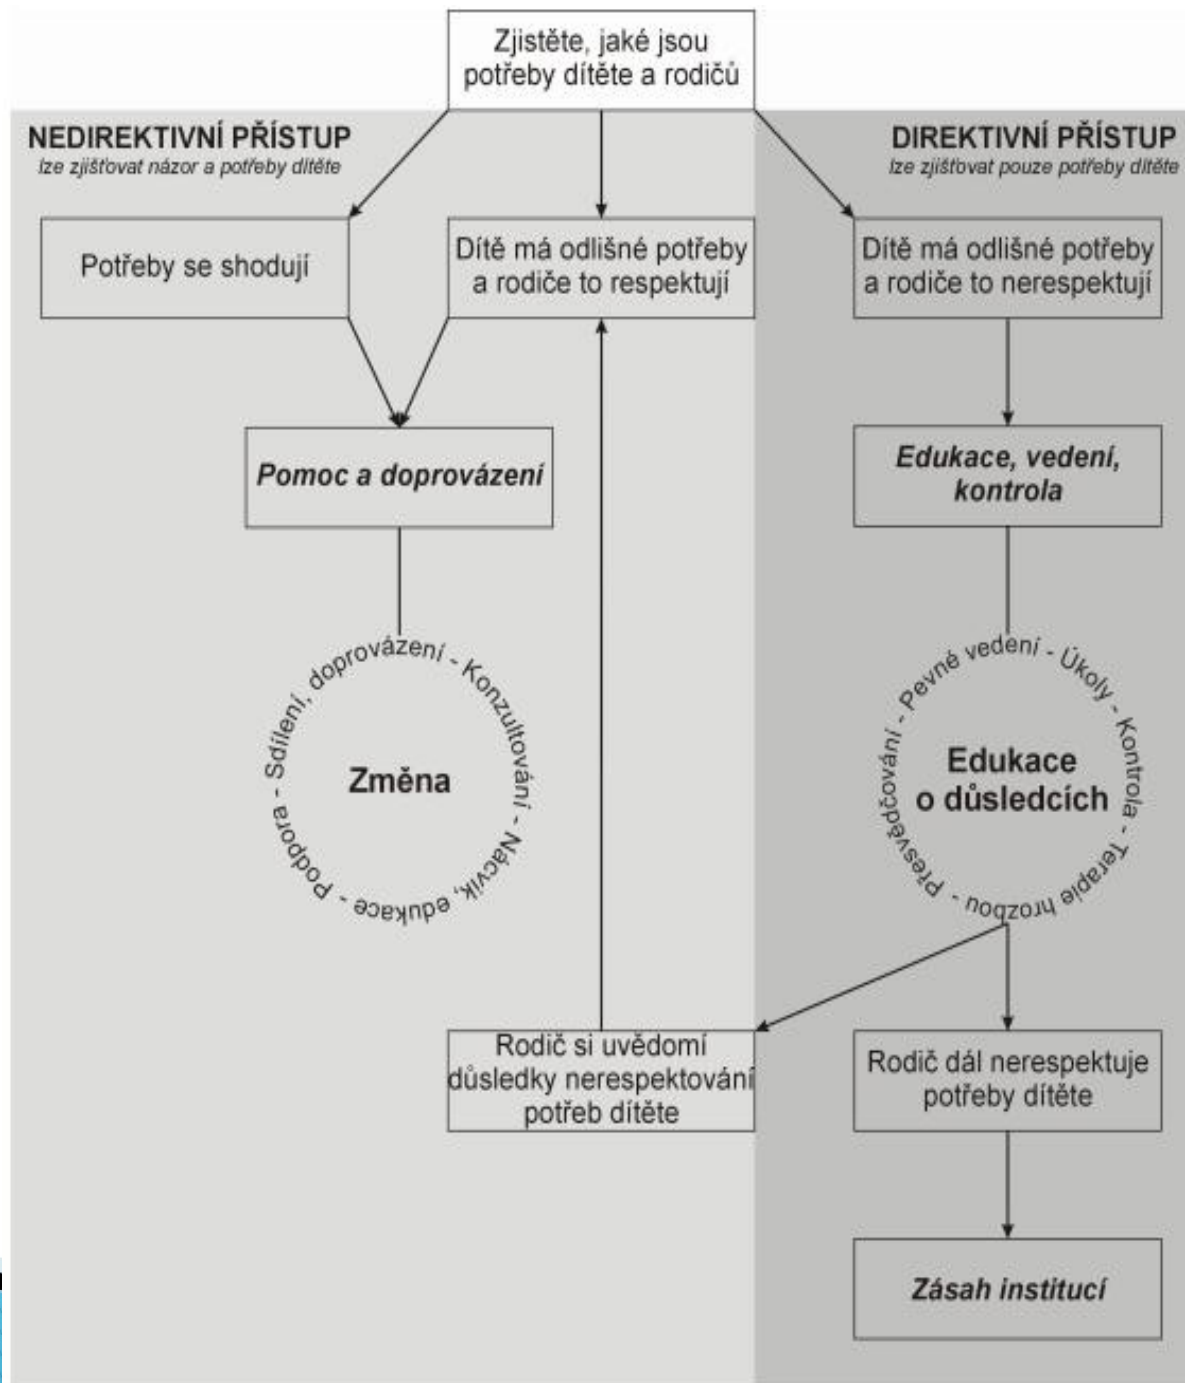 Zjistěte, jaké jsou
potřeby dítěte a rodičů
NEDIREKTIVNÍ PŘÍSTUP
lze zjišťovat názor a potřeby dítěte
DIREKTIVNÍ PŘÍSTUP
lze zjišťovat pouze potřeby dítěte
Potřeby se shodují
Dítě má odlišné potřeby
a rodiče to respektují
Dítě má odlišné potřeby
a rodiče to nerespektují
Pomoc a doprovázení
Edukace, vedení,
kontrola
Sdílení, doprovázení - Konzultování - Nácvik, edukace - Podpora -
Změna
Pevné vedení - Úkoly - Kontrola - Terapie hrozbou - Přesvědčování -
Edukace
o důsledcích
Rodič si uvědomí
důsledky nerespektování
potřeb dítěte
Rodič dál nerespektuje
potřeby dítěte
Zásah institucí